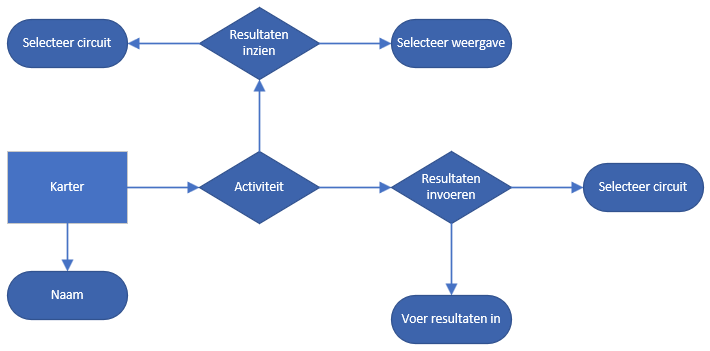 Selecteer circuit
Resultaten
inzien
Selecteer weergave
Karter
Activiteit
Resultaten
invoeren
Selecteer circuit
Naam
Voer resultaten in